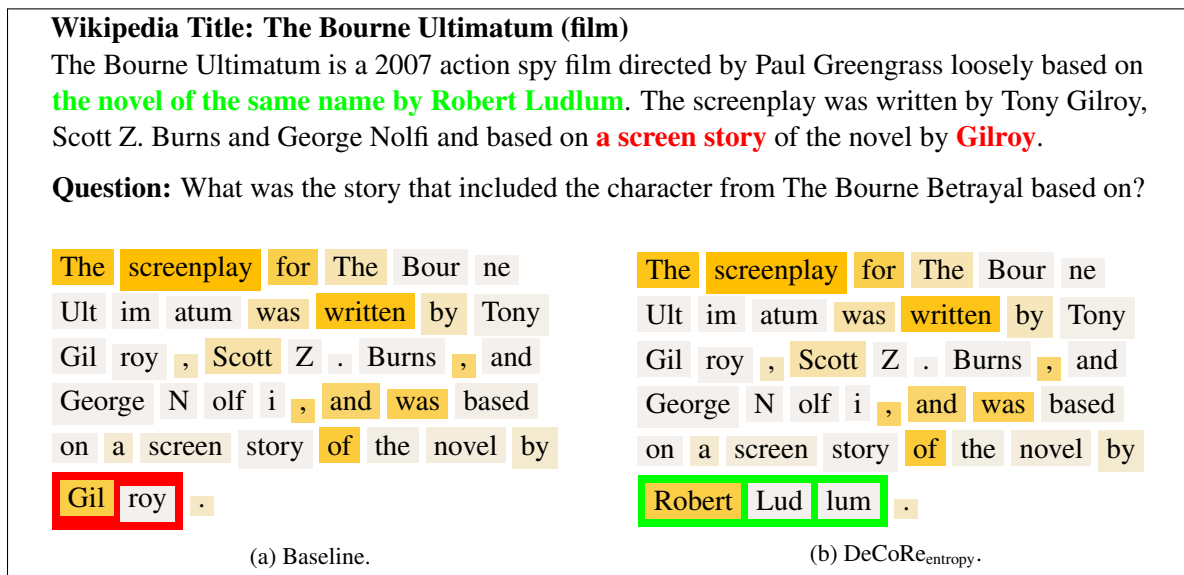 Wikipedia Title: The Bourne Ultimatum (film)
The Bourne Ultimatum is a 2007 action spy film directed by Paul Greengrass loosely based on
the novel of the same name by Robert Ludlum. The screenplay was written by Tony Gilroy,
Scott Z. Burns and George Nolfi and based on a screen story of the novel by Gilroy.
Question: What was the story that included the character from The Bourne Betrayal based on?
The screenplay for The Bour ne
Ult im atum was written by Tony
Gil roy , Scott Z . Burns , and
George N olf i , and was based
on a screen story of the novel by
Gil roy .
(a) Baseline.
The screenplay for The Bour ne
Ult im atum was written by Tony
Gil roy , Scott Z . Burns , and
George N olf i , and was based
on a screen story of the novel by
Robert Lud lum .
(b) DeCoRe entropy.